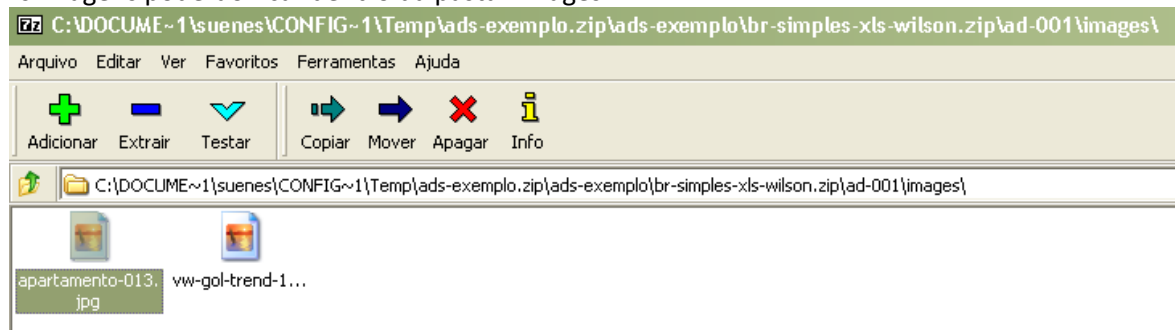 C:\DOCUME~1\suenes\CONFIG~1\Temp\ads-exemplo.zip\ads-exemplo\br-simples-xls-wilson.zip\ad-001\images\
Arquivo Editar Ver Favoritos Ferramentas Ajuda
Adicionar Extrair Testar Copiar Mover Apagar Info
C:\DOCUME~1\suenes\CONFIG~1\Temp\ads-exemplo.zip\ads-exemplo\br-simples-xls-wilson.zip\ad-001\images\
apartamento-013. vw-gol-trend-1...
jpg